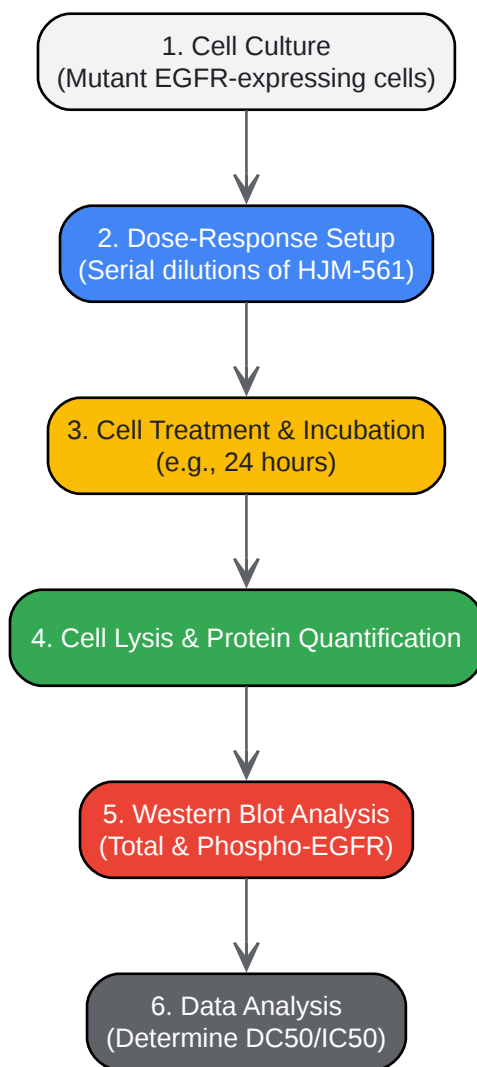 1. Cell Culture
(Mutant EGFR-expressing cells)
2. Dose-Response Setup
(Serial dilutions of HJM-561)
3. Cell Treatment & Incubation
(e.g., 24 hours)
4. Cell Lysis & Protein Quantification
5. Western Blot Analysis
(Total & Phospho-EGFR)
6. Data Analysis
(Determine DC50/IC50)